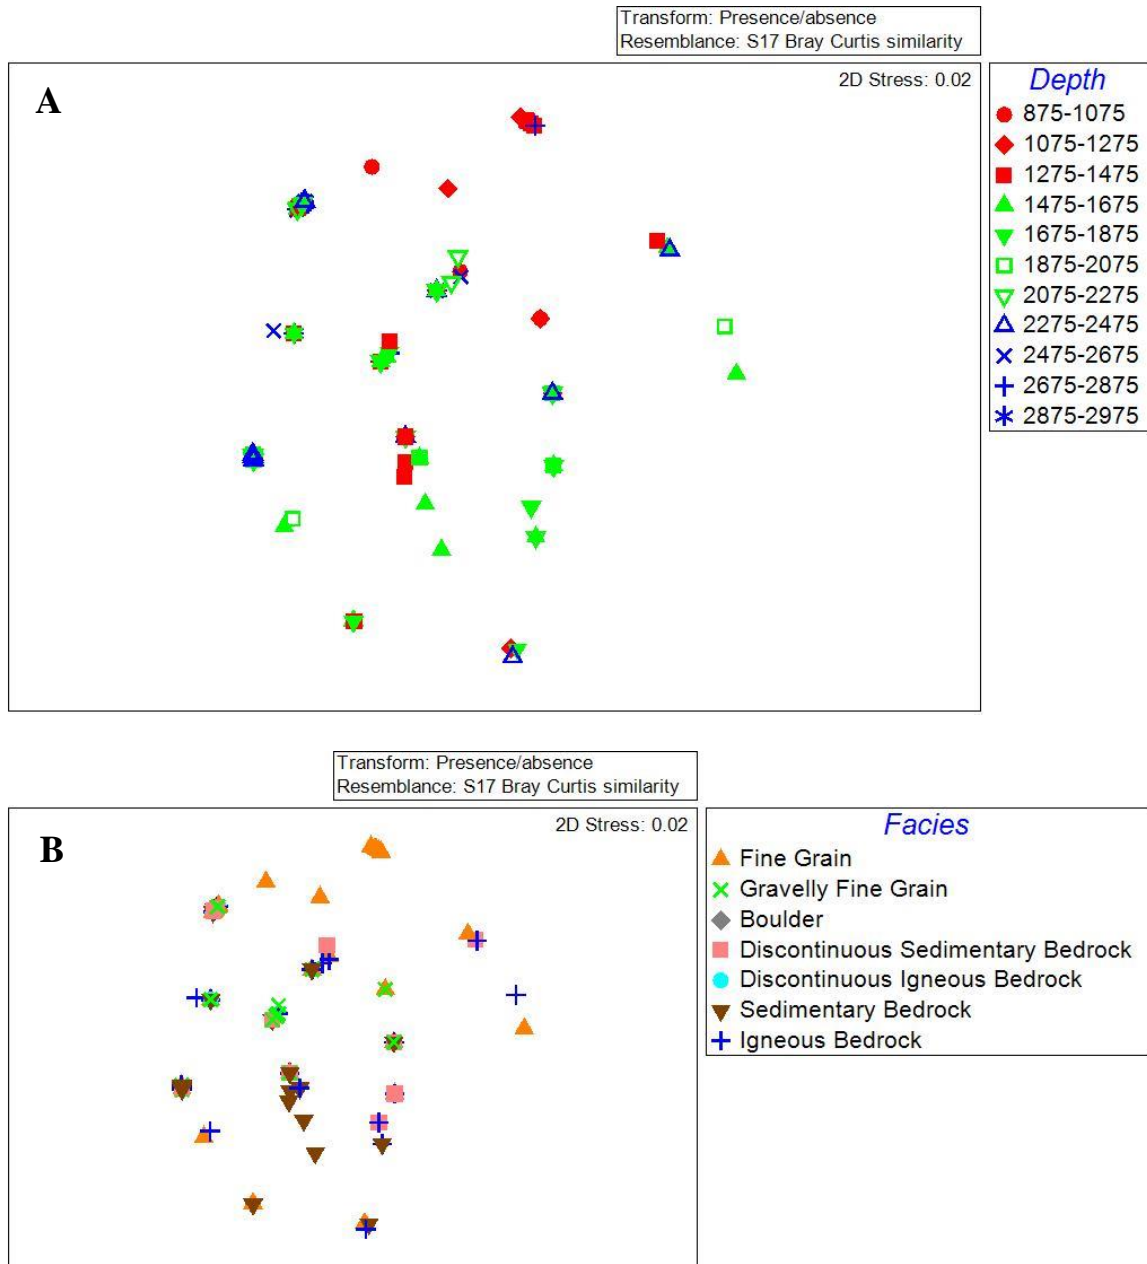 Transform: Presence/absence
Resemblance: S17 Bray Curtis similarity
A
2D Stress: 0.02
Depth
875-1075
1075-1275
1275-1475
1475-1675
1675-1875
1875-2075
2075-2275
2275-2475
2475-2675
2675-2875
2875-2975
Transform: Presence/absence
Resemblance: S17 Bray Curtis similarity
B
2D Stress: 0.02
Facies
Fine Grain
Gravelly Fine Grain
Boulder
Discontinuous Sedimentary Bedrock
Discontinuous Igneous Bedrock
Sedimentary Bedrock
Igneous Bedrock